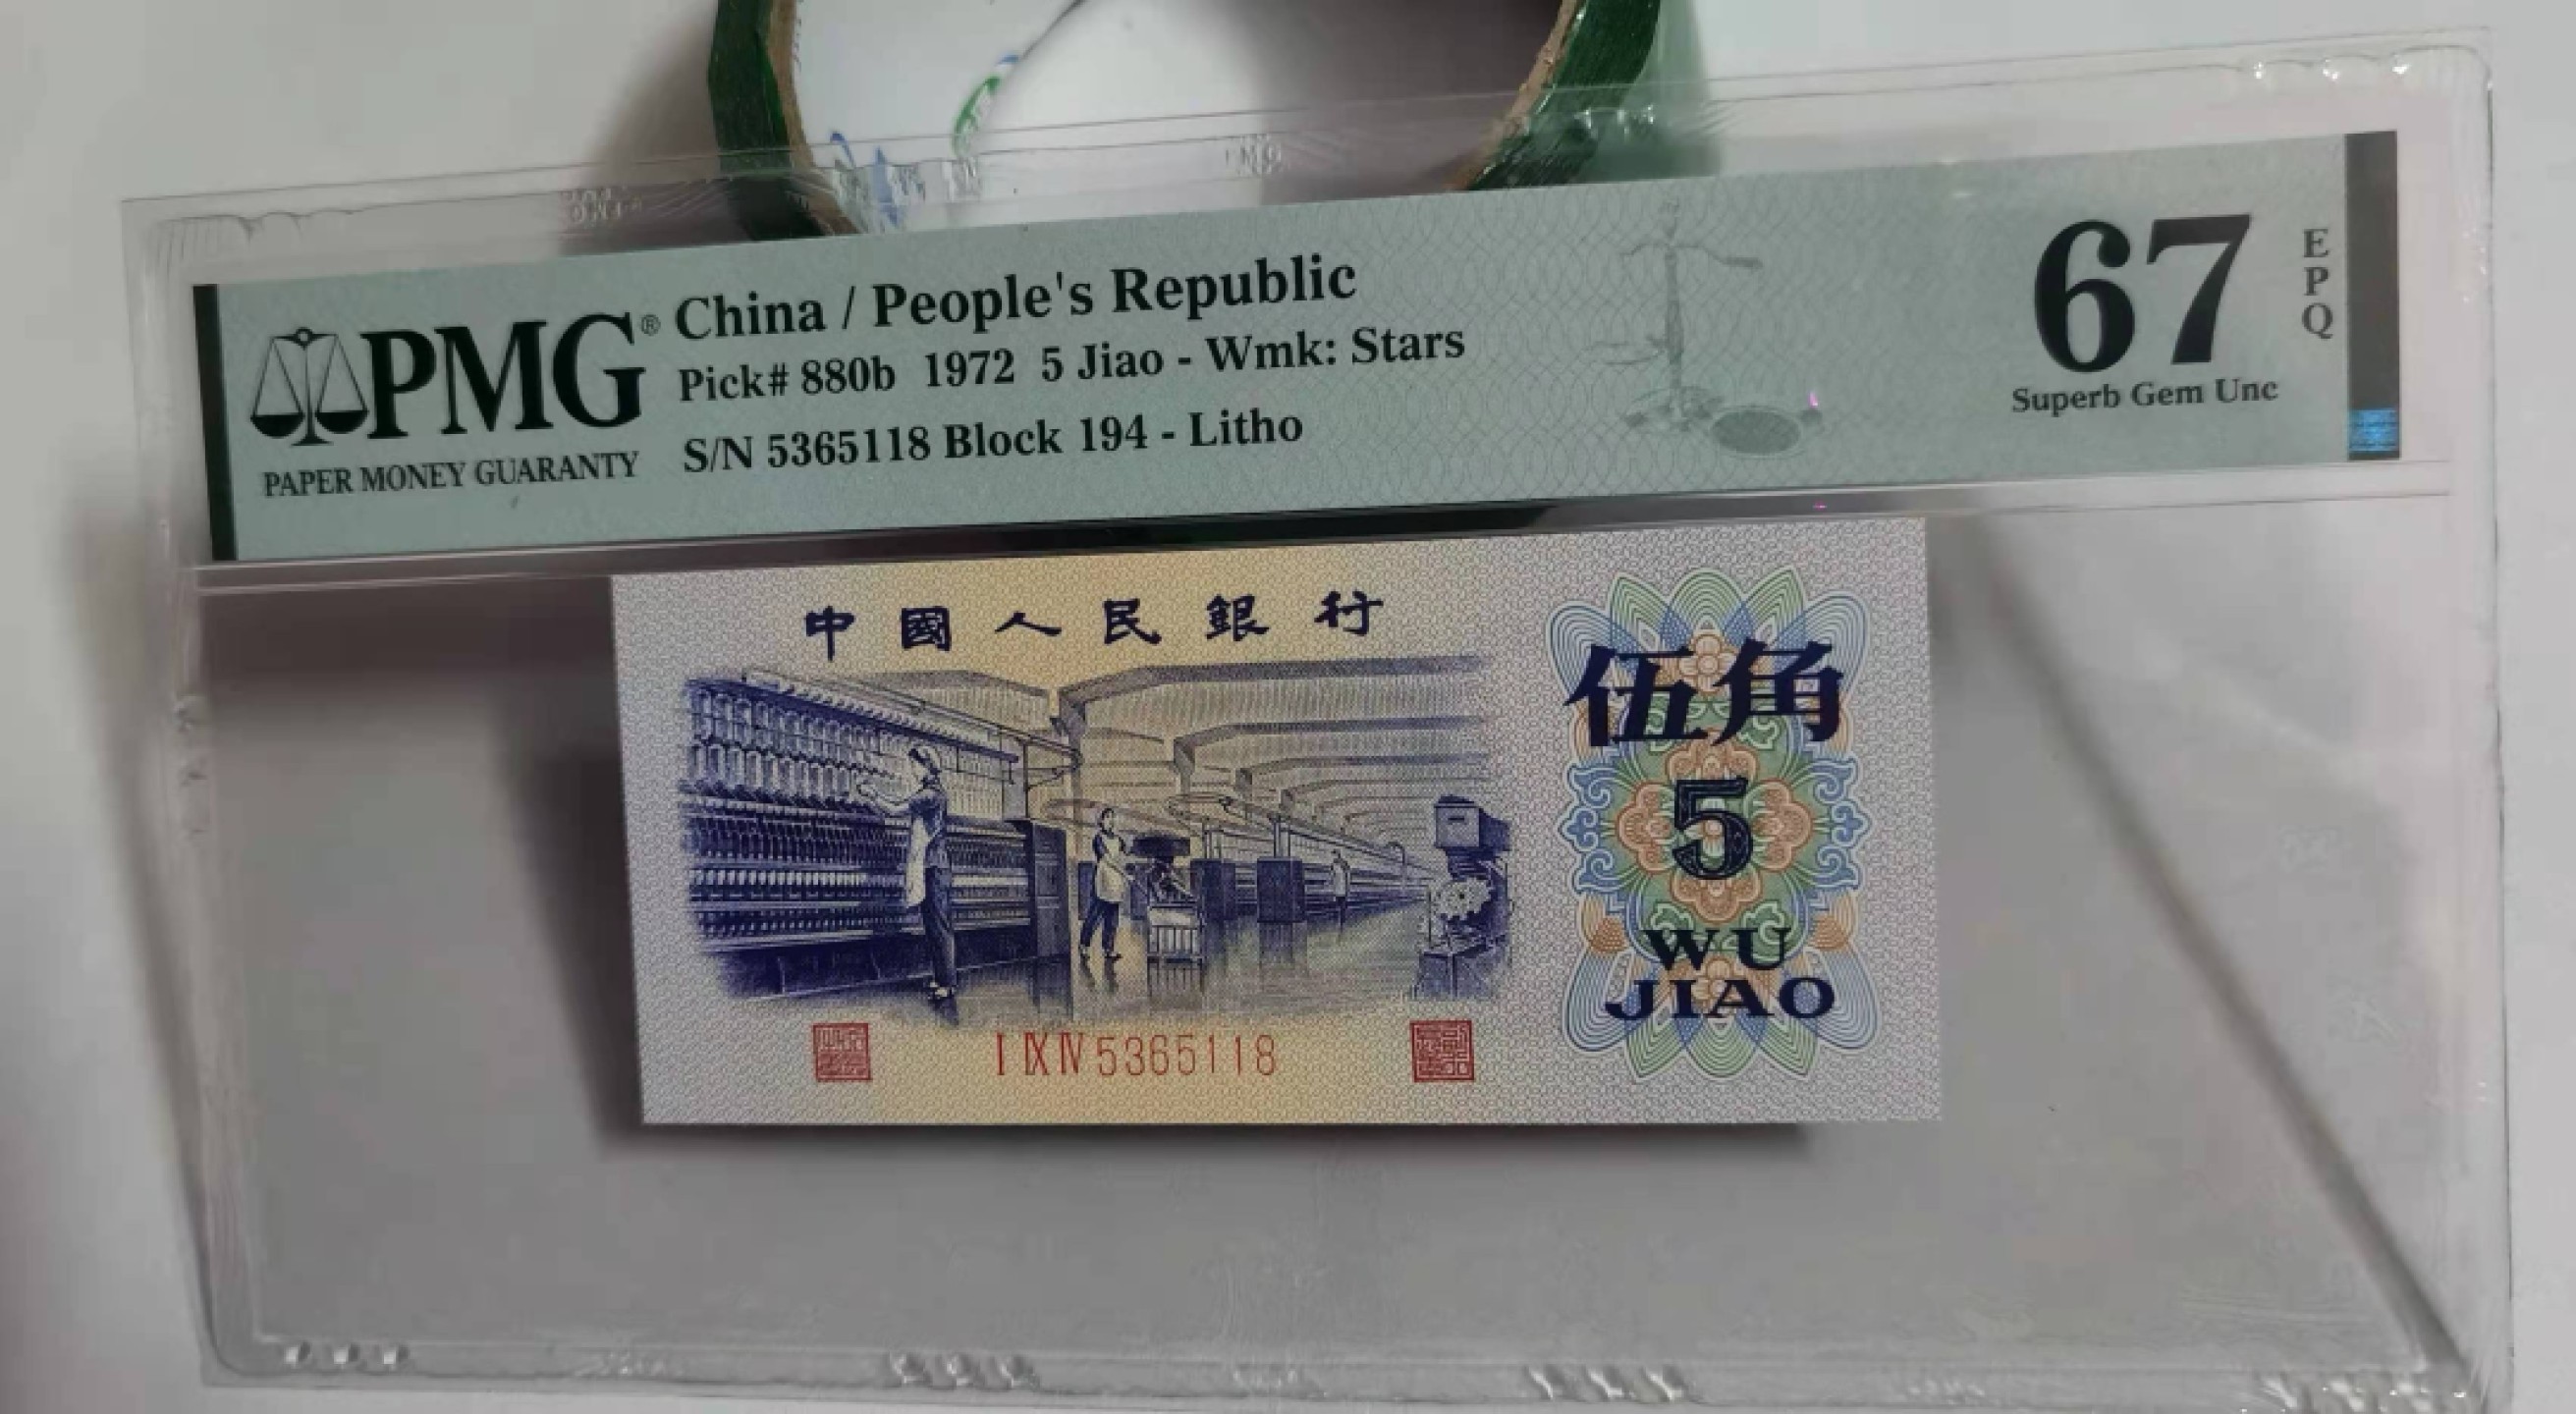 PMG®
PAPER MONEY GUARANTY
China / People's Republic
Pick# 880b 1972 5 Jiao - Wmk: Stars
S/N 5365118 Block 194 - Litho
67
EPQ
Superb Gem Unc
中國人民銀行
伍角
5
WU
JIAO
I IX IV 5365118